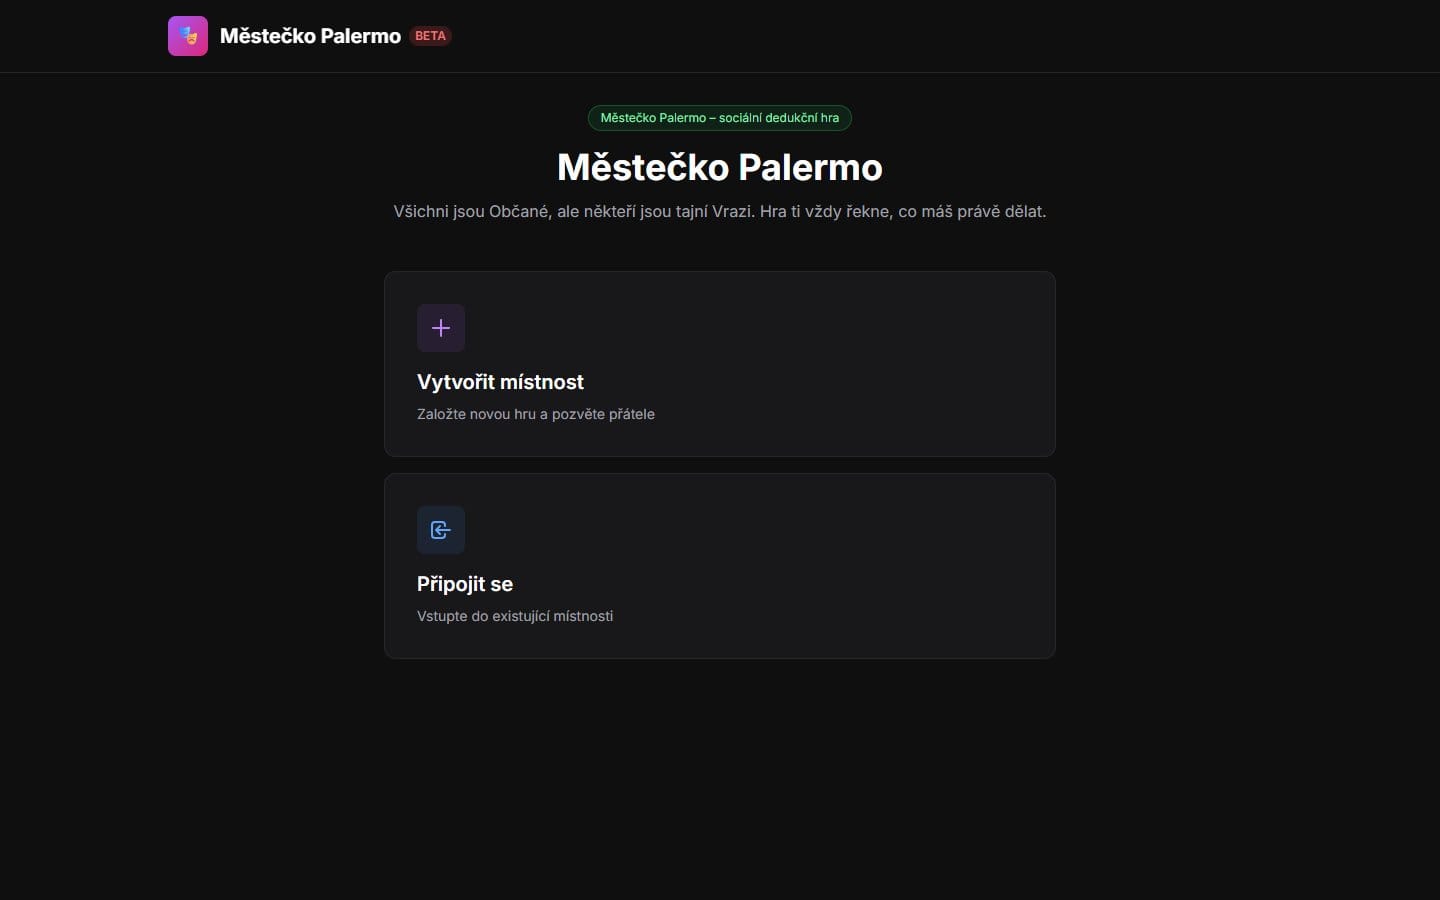 Městečko Palermo BETA
Městečko Palermo – sociální dedukční hra
Městečko Palermo
Všichni jsou Občané, ale někteří jsou tajní Vrazi. Hra ti vždy řekne, co máš právě dělat.
Vytvořit místnost
Založte novou hru a pozvěte přátele
Připojit se
Vstupte do existující místnosti